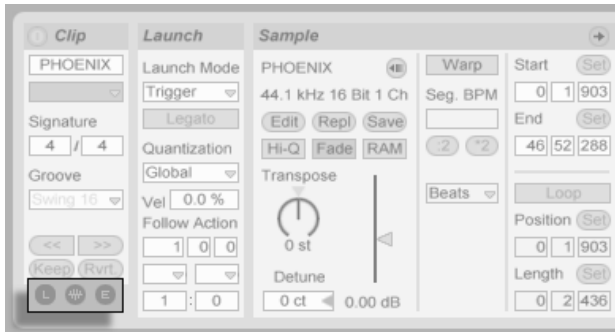 Clip
PHOENIX
Signature
4 / 4
Groove
Swing 16
<< >>
Keep Rvrt.
L E
Launch
Launch Mode
Trigger
Legato
Quantization
Global
Vel 0.0 %
Follow Action
1 0 0
1 : 0
Sample
PHOENIX
44.1 kHz 16 Bit 1 Ch
Edit Repl Save
Hi-Q Fade RAM
Transpose
0 st
Detune
0 ct 0.00 dB
Warp
Seg. BPM
:2 *2
Beats
Start Set
0 1 903
End Set
46 52 288
Loop
Position Set
0 1 903
Length Set
0 2 436